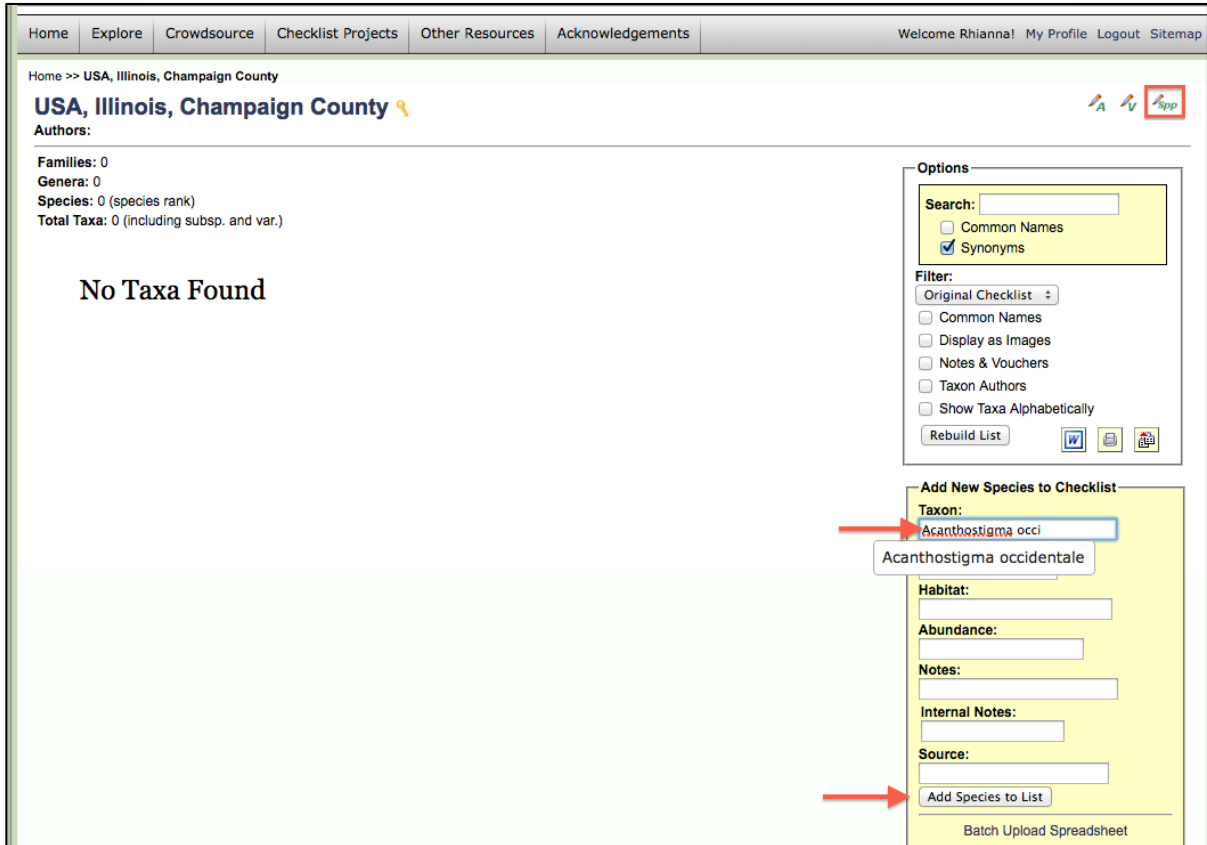 Home Explore Crowdsource Checklist Projects Other Resources Acknowledgements Welcome Rhianna! My Profile Logout Sitemap
Home >> USA, Illinois, Champaign County
USA, Illinois, Champaign County
A V Spp
Authors:
Families: 0
Genera: 0
Species: 0 (species rank)
Total Taxa: 0 (including subsp. and var.)
No Taxa Found
Options
Search:
Common Names
Synonyms
Filter:
Original Checklist
Common Names
Display as Images
Notes & Vouchers
Taxon Authors
Show Taxa Alphabetically
Rebuild List W
Add New Species to Checklist
Taxon:
Acanthostigma occi
Acanthostigma occidentale
Habitat:
Abundance:
Notes:
Internal Notes:
Source:
Add Species to List
Batch Upload Spreadsheet